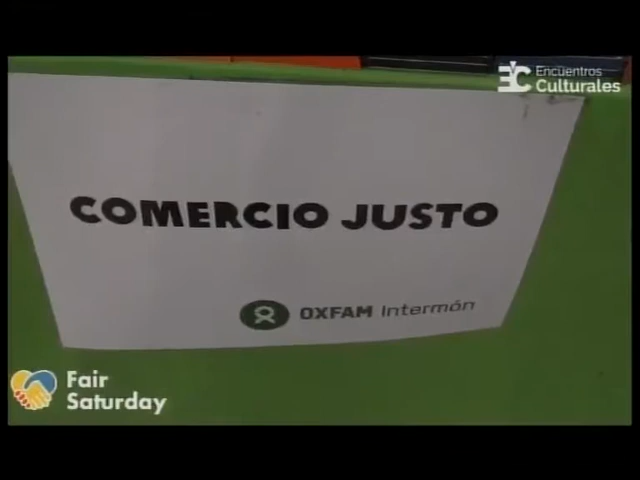 Encuentros
Culturales
COMERCIO JUSTO
OXFAM Intermón
Fair
Saturday